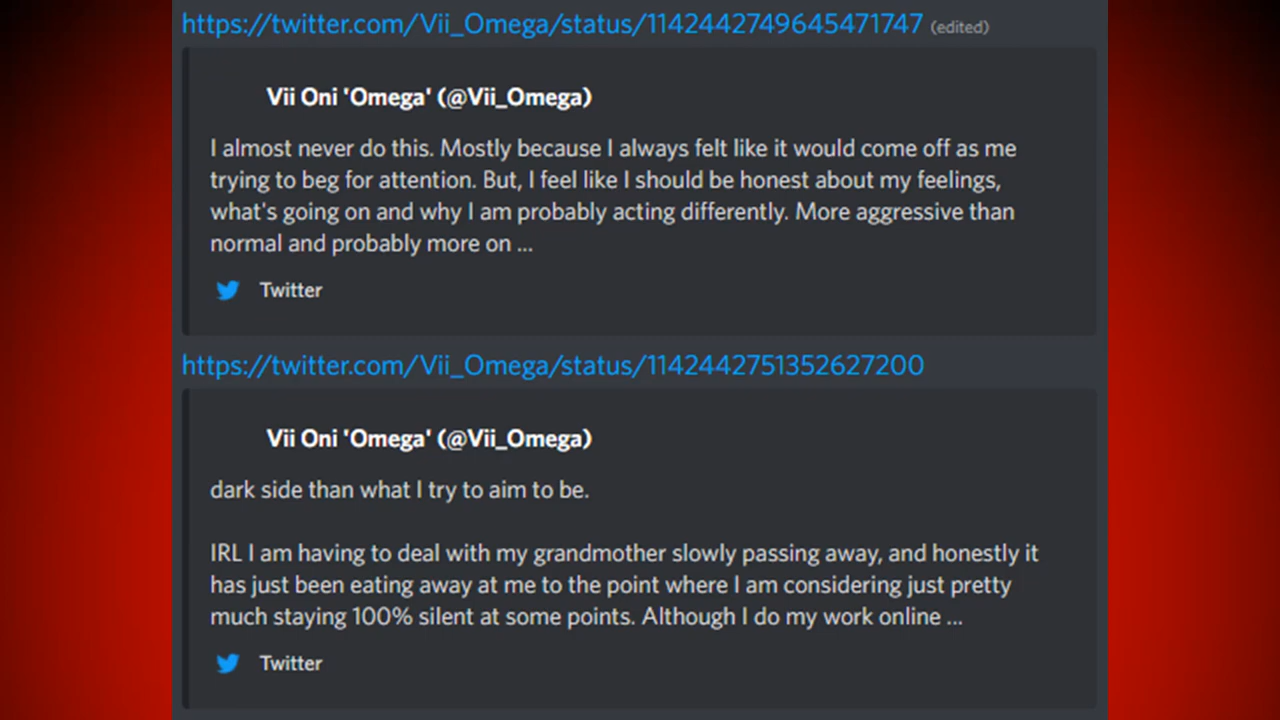 https://twitter.com/Vii_Omega/status/1142442749645471747 (edited)
Vii Oni 'Omega' (@Vii_Omega)
I almost never do this. Mostly because I always felt like it would come off as me
trying to beg for attention. But, I feel like I should be honest about my feelings,
what's going on and why I am probably acting differently. More aggressive than
normal and probably more on ...
Twitter
https://twitter.com/Vii_Omega/status/1142442751352627200
Vii Oni 'Omega' (@Vii_Omega)
dark side than what I try to aim to be.
IRL I am having to deal with my grandmother slowly passing away, and honestly it
has just been eating away at me to the point where I am considering just pretty
much staying 100% silent at some points. Although I do my work online ...
Twitter